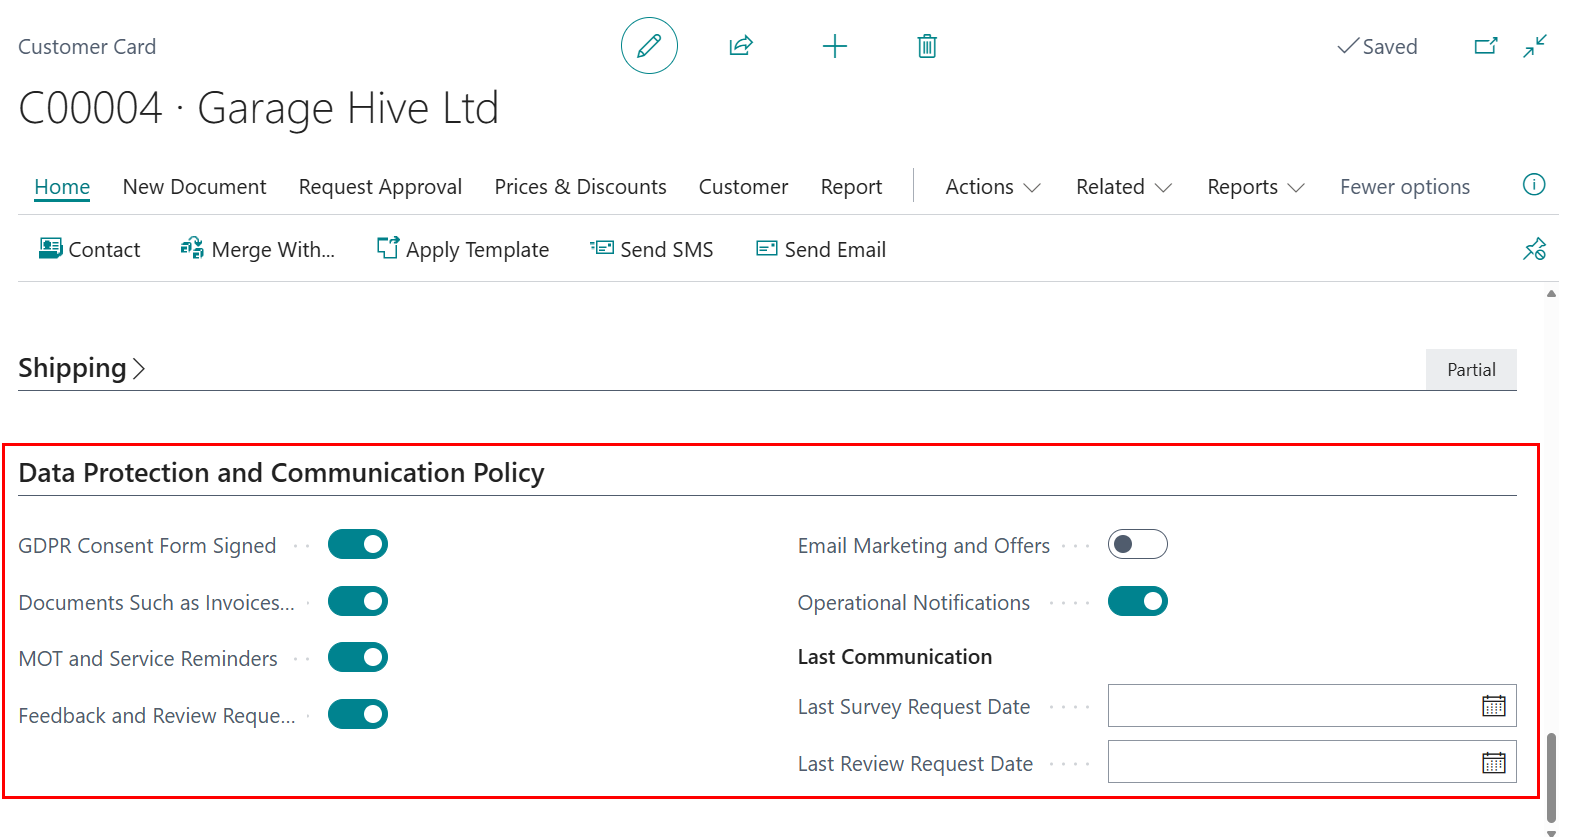 Customer Card
Saved
C00004 · Garage Hive Ltd
Home New Document Request Approval Prices & Discounts Customer Report Actions Related Reports Fewer options
Contact Merge With... Apply Template Send SMS Send Email
Shipping
Partial
Data Protection and Communication Policy
GDPR Consent Form Signed
Documents Such as Invoices...
MOT and Service Reminders
Feedback and Review Reque...
Email Marketing and Offers
Operational Notifications
Last Communication
Last Survey Request Date
Last Review Request Date